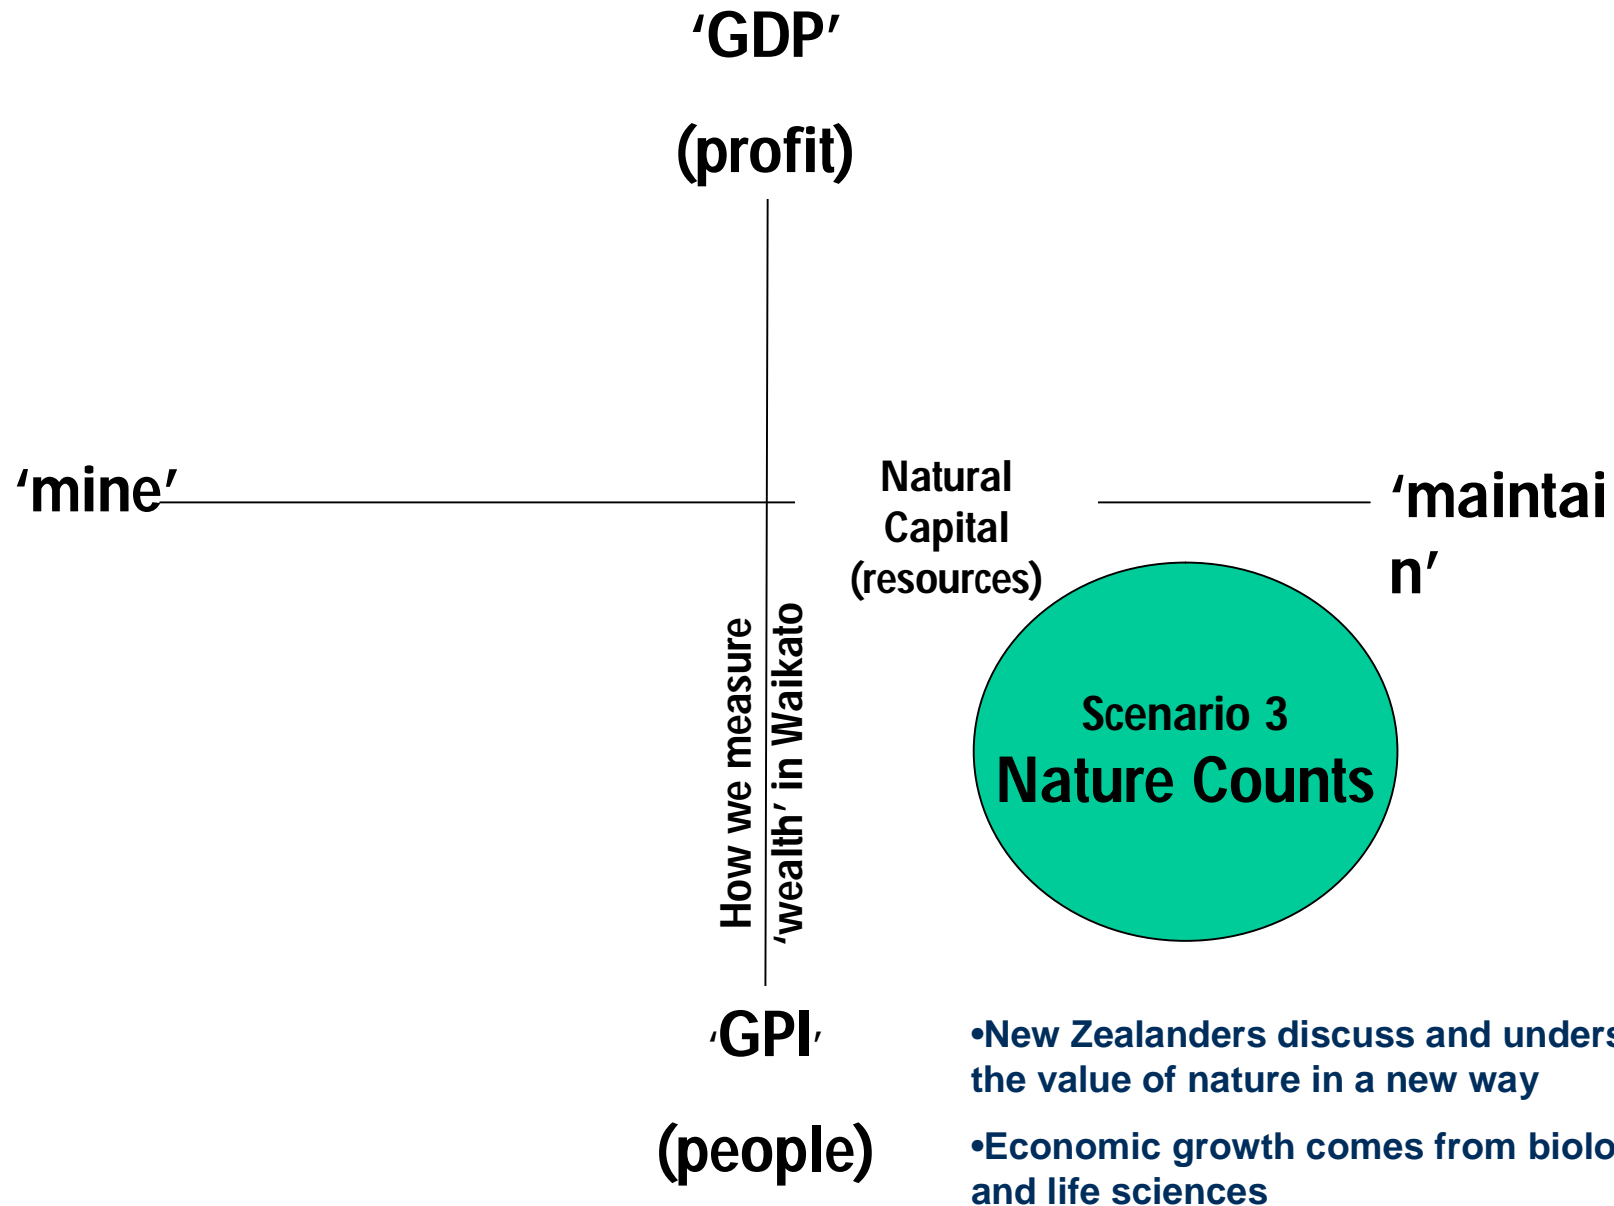 ‘GDP’
(profit)
‘mine’
Natural
Capital
(resources)
‘maintai
n’
How we measure
‘wealth’ in Waikato
Scenario 3
Nature Counts
‘GPI’
(people)
•New Zealanders discuss and unders
the value of nature in a new way
•Economic growth comes from biolo
and life sciences